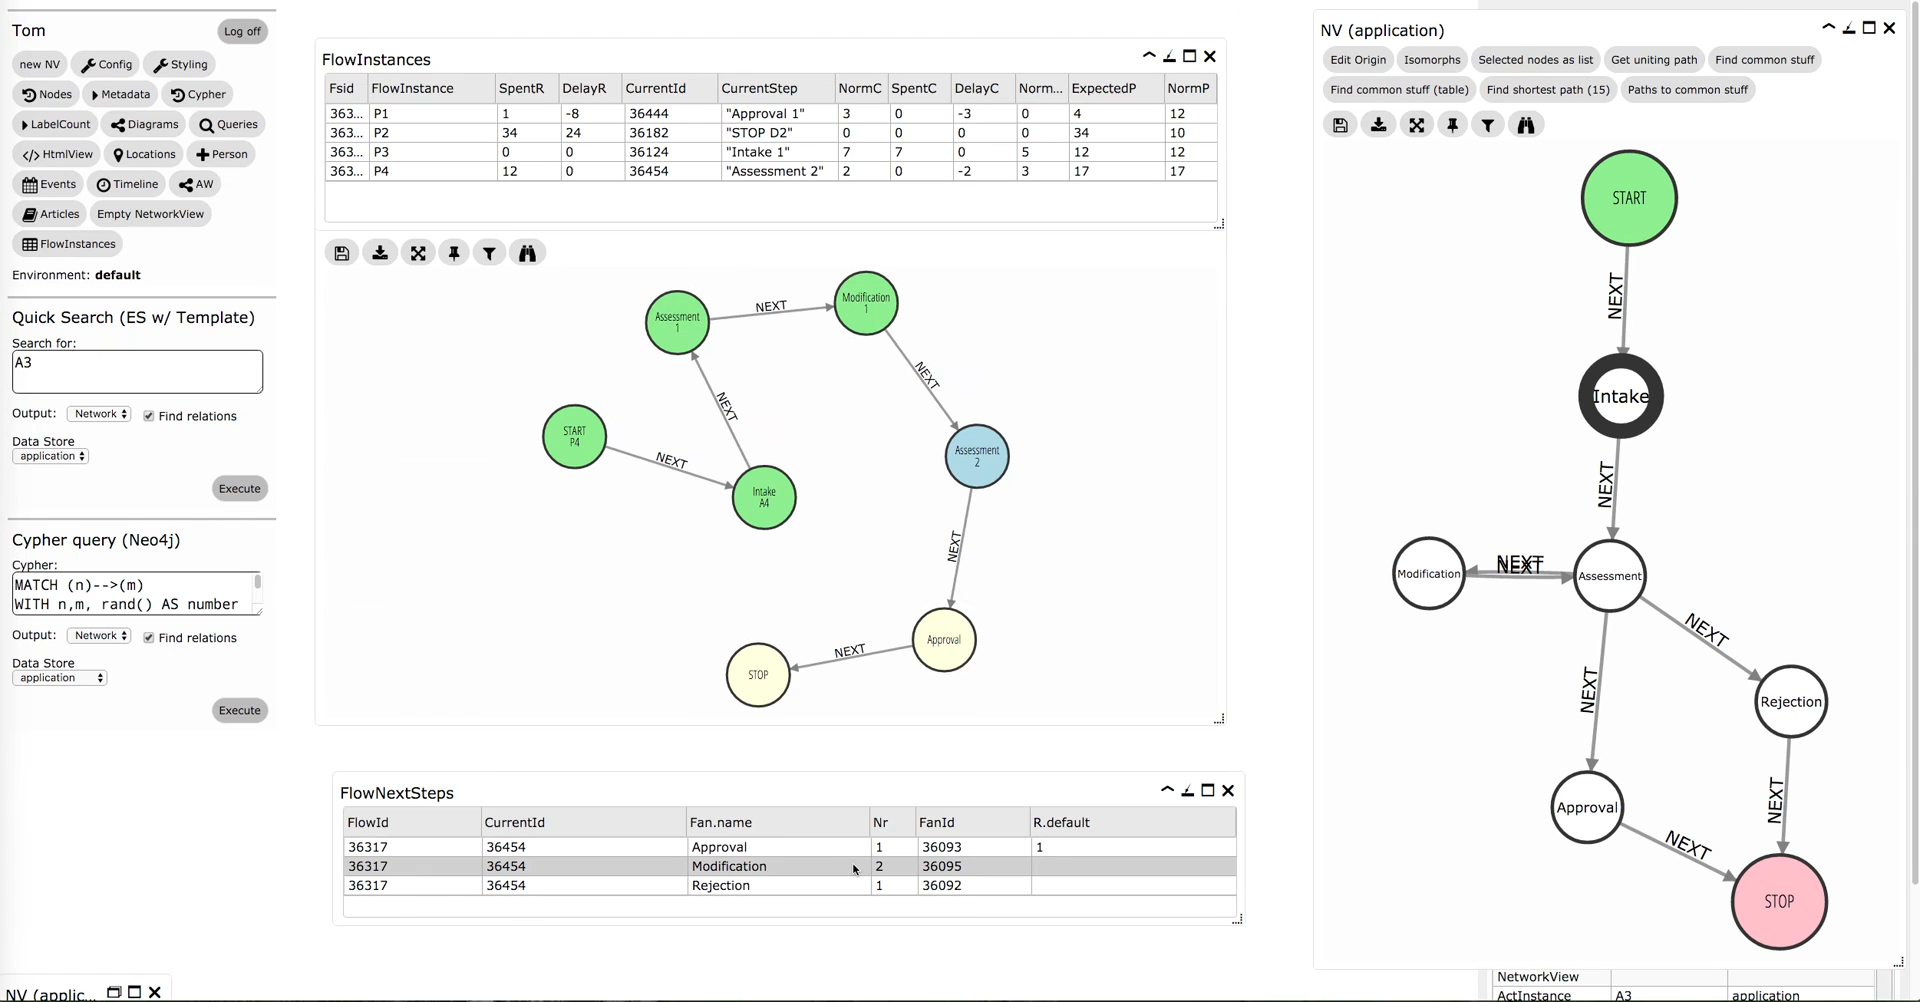 Tom
Log off
new NV
Config
Styling
Nodes
Metadata
Cypher
LabelCount
Diagrams
Queries
</> HtmlView
Locations
Person
Events
Timeline
AW
Articles
Empty NetworkView
FlowInstances
Environment: default
Quick Search (ES w/ Template)
Search for:
A3
Output: Network Find relations
Data Store
application
Execute
Cypher query (Neo4j)
Cypher:
MATCH (n)-->(m)
WITH n,m, rand() AS number
Output: Network Find relations
Data Store
application
Execute
NV (applic...
FlowInstances
Fsid FlowInstance SpentR DelayR CurrentId CurrentStep NormC SpentC DelayC Norm... ExpectedP NormP
363... P1 1 -8 36444 "Approval 1" 3 0 -3 0 4 12
363... P2 34 24 36182 "STOP D2" 0 0 0 0 34 10
363... P3 0 0 36124 "Intake 1" 7 7 0 5 12 12
363... P4 12 0 36454 "Assessment 2" 2 0 -2 3 17 17
Assessment
1
NEXT
Modification
1
NEXT
NEXT
START
P4
NEXT
Intake
A4
Assessment
2
NEXT
Approval
NEXT
STOP
FlowNextSteps
FlowId CurrentId Fan.name Nr FanId R.default
36317 36454 Approval 1 36093 1
36317 36454 Modification 2 36095
36317 36454 Rejection 1 36092
NV (application)
Edit Origin
Isomorphs
Selected nodes as list
Get uniting path
Find common stuff
Find common stuff (table)
Find shortest path (15)
Paths to common stuff
START
NEXT
Intake
NEXT
Modification
NEXT
NEXT
Assessment
NEXT
NEXT
Rejection
Approval
NEXT
NEXT
STOP
NetworkView
ActInstance A3 application